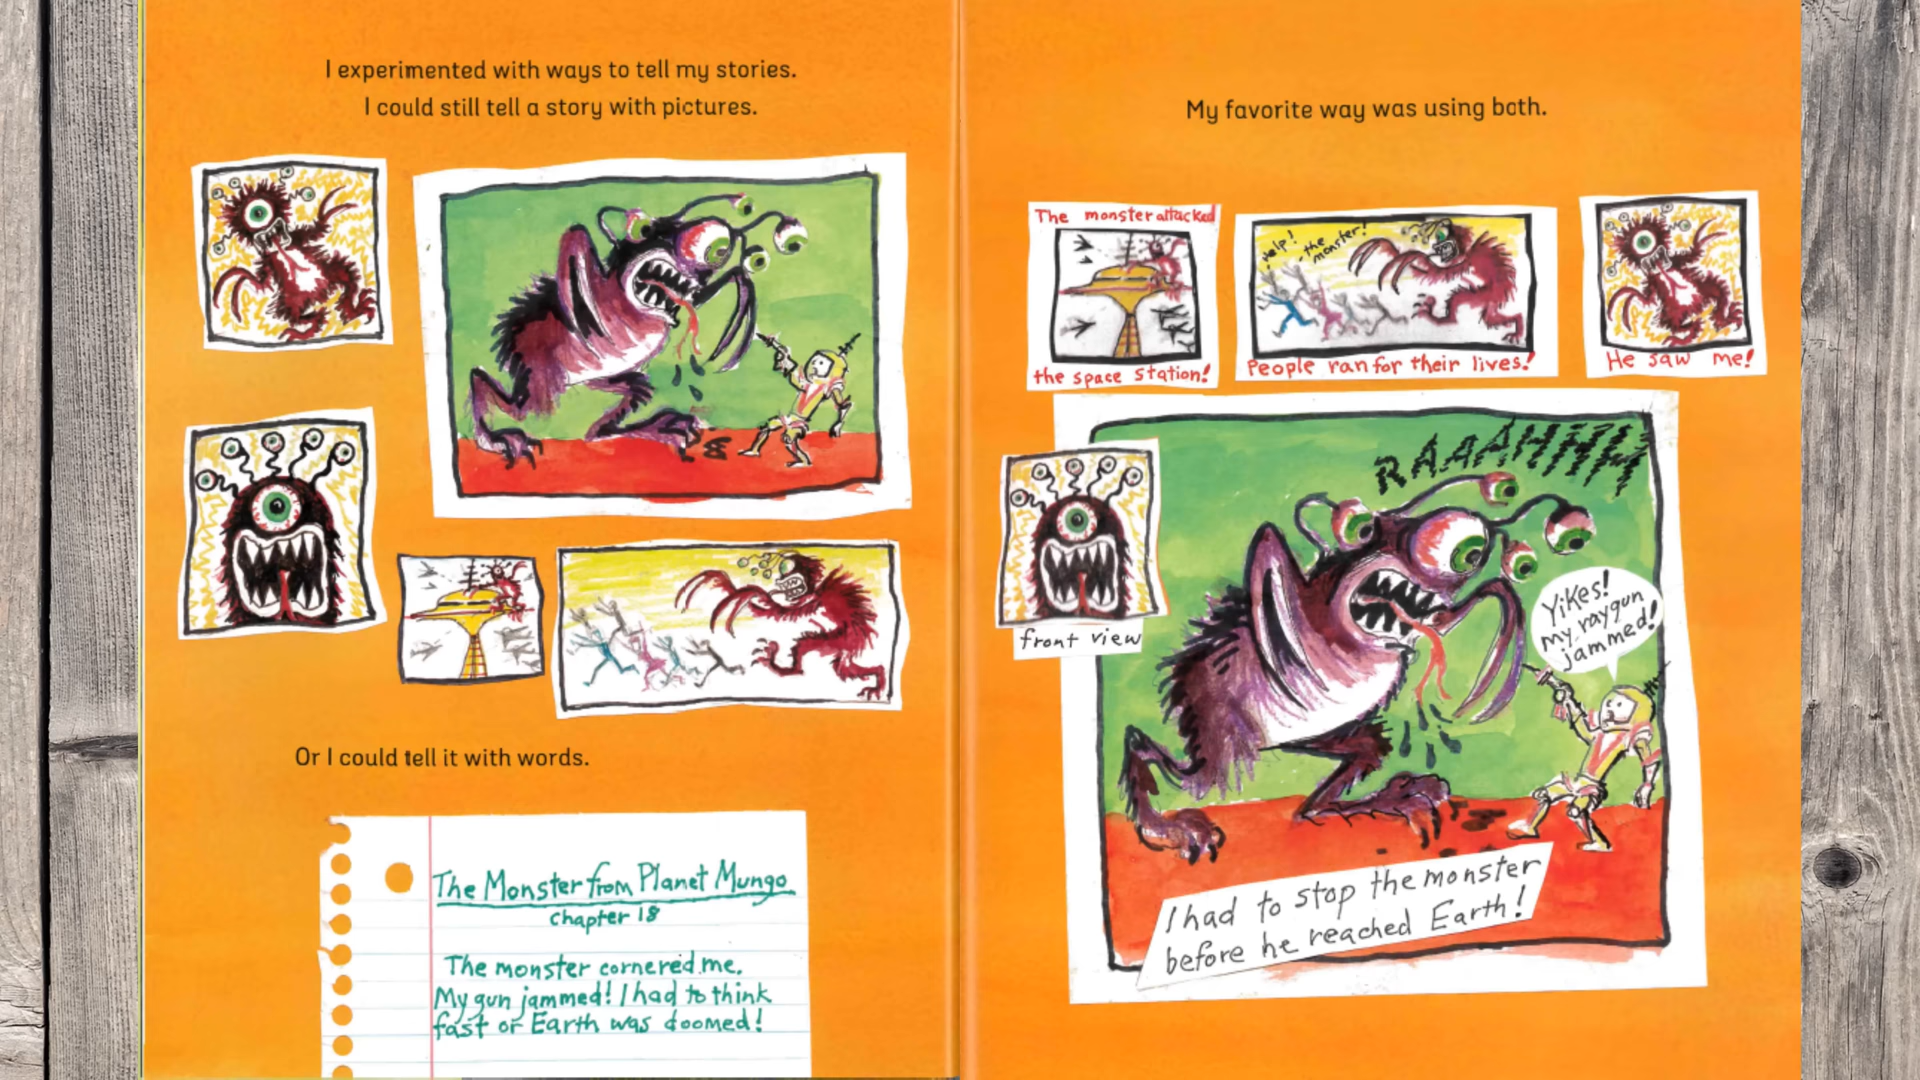 I experimented with ways to tell my stories.
I could still tell a story with pictures.
Or I could tell it with words.
The Monster from Planet Mungo
chapter 18
The monster cornered me.
My gun jammed! I had to think
fast or Earth was doomed!
My favorite way was using both.
The monster attacked
the space station!
Help!
- the monster!
People ran for their lives!
He saw me!
RAAAHHHH
front view
Yikes!
my raygun
jammed!
I had to stop the monster
before he reached Earth!